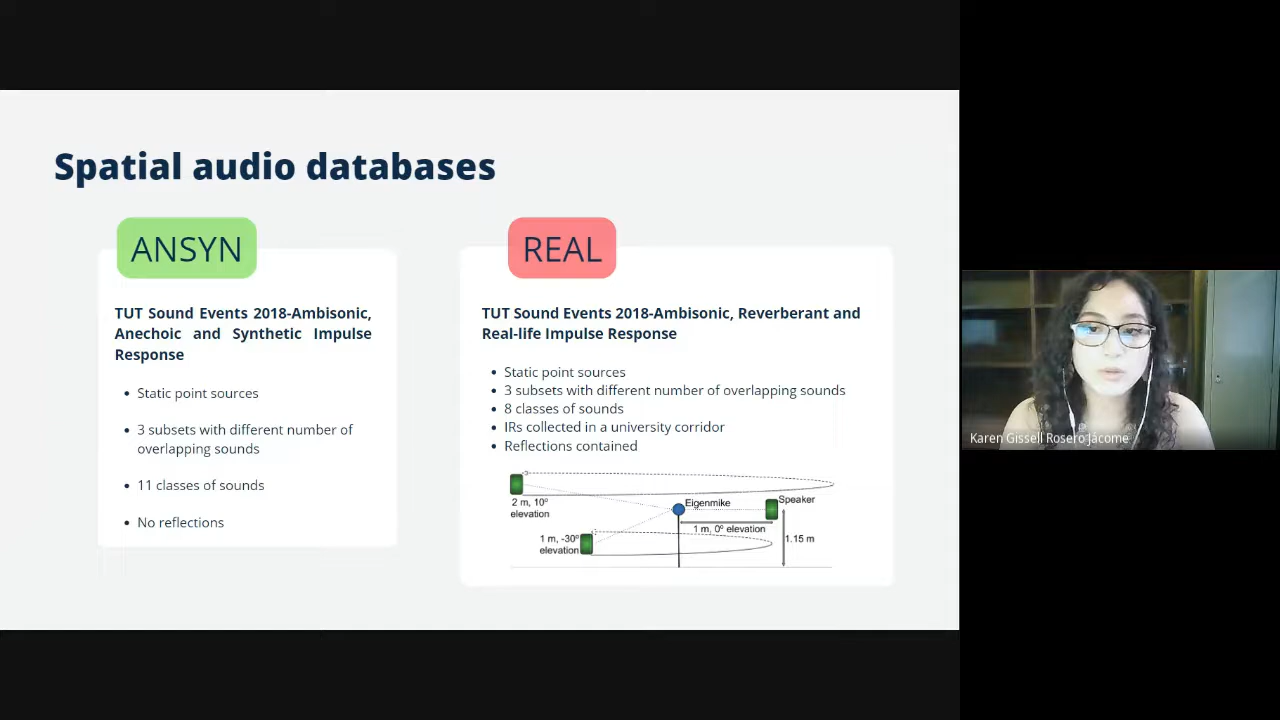 Spatial audio databases
ANSYN
TUT Sound Events 2018-Ambisonic,
Anechoic and Synthetic Impulse
Response
• Static point sources
• 3 subsets with different number of
overlapping sounds
• 11 classes of sounds
• No reflections
REAL
TUT Sound Events 2018-Ambisonic, Reverberant and
Real-life Impulse Response
• Static point sources
• 3 subsets with different number of overlapping sounds
• 8 classes of sounds
• IRs collected in a university corridor
• Reflections contained
2 m, 10º
elevation
Eigenmike
Speaker
1 m, 0º elevation
1 m, -30º
elevation
1.15 m
Karen Gissell Rosero Jácome